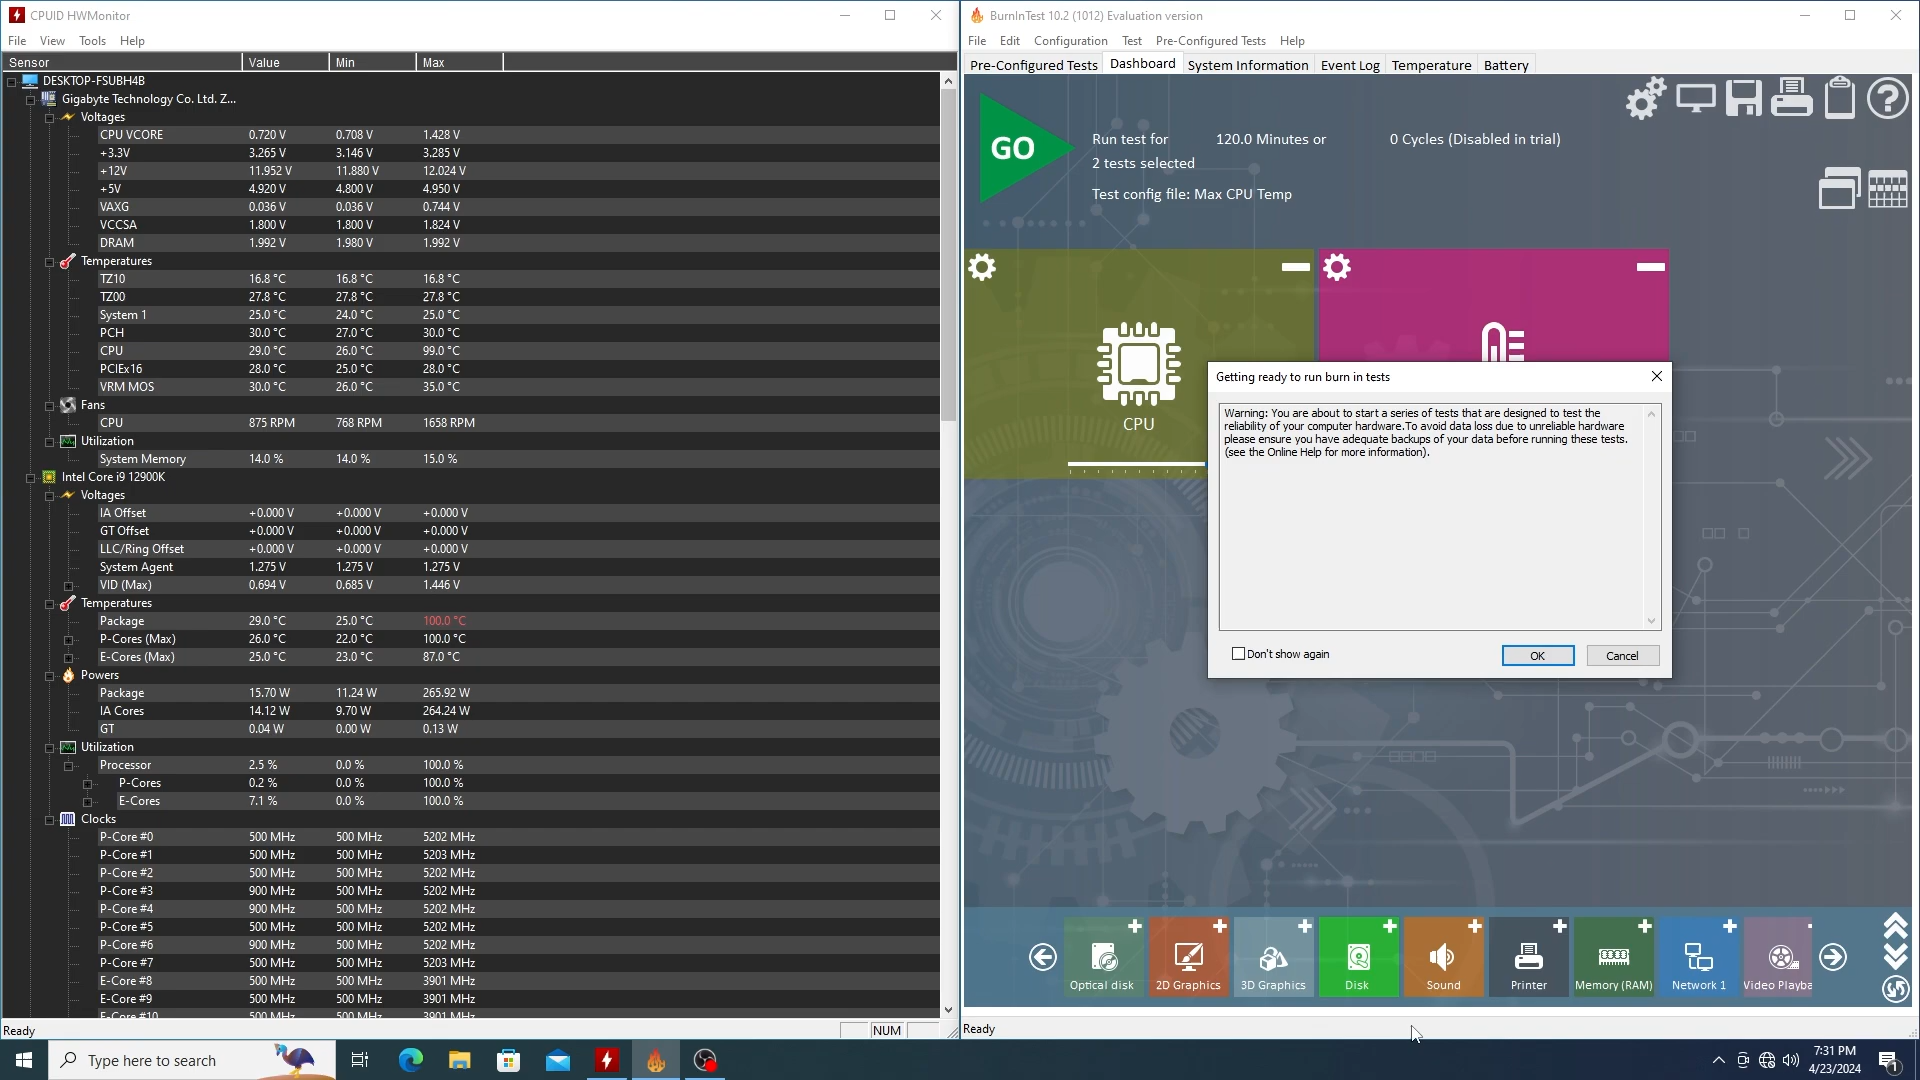 CPUID HWMonitor
File View Tools Help
Sensor Value Min Max
DESKTOP-FSUBH4B
Gigabyte Technology Co. Ltd. Z...
Voltages
CPU VCORE 0.720 V 0.708 V 1.428 V
+3.3V 3.265 V 3.146 V 3.285 V
+12V 11.952 V 11.880 V 12.024 V
+5V 4.920 V 4.800 V 4.950 V
VAXG 0.036 V 0.036 V 0.744 V
VCCSA 1.800 V 1.800 V 1.824 V
DRAM 1.992 V 1.980 V 1.992 V
Temperatures
TZ10 16.8 °C 16.8 °C 16.8 °C
TZ00 27.8 °C 27.8 °C 27.8 °C
System 1 25.0 °C 24.0 °C 25.0 °C
PCH 30.0 °C 27.0 °C 30.0 °C
CPU 29.0 °C 26.0 °C 99.0 °C
PCIEx16 28.0 °C 25.0 °C 28.0 °C
VRM MOS 30.0 °C 26.0 °C 35.0 °C
Fans
CPU 875 RPM 768 RPM 1658 RPM
Utilization
System Memory 14.0 % 14.0 % 15.0 %
Intel Core i9 12900K
Voltages
IA Offset +0.000 V +0.000 V +0.000 V
GT Offset +0.000 V +0.000 V +0.000 V
LLC/Ring Offset +0.000 V +0.000 V +0.000 V
System Agent 1.275 V 1.275 V 1.275 V
VID (Max) 0.694 V 0.685 V 1.446 V
Temperatures
Package 29.0 °C 25.0 °C 100.0 °C
P-Cores (Max) 26.0 °C 22.0 °C 100.0 °C
E-Cores (Max) 25.0 °C 23.0 °C 87.0 °C
Powers
Package 15.70 W 11.24 W 265.92 W
IA Cores 14.12 W 9.70 W 264.24 W
GT 0.04 W 0.00 W 0.13 W
Utilization
Processor 2.5 % 0.0 % 100.0 %
P-Cores 0.2 % 0.0 % 100.0 %
E-Cores 7.1 % 0.0 % 100.0 %
Clocks
P-Core #0 500 MHz 500 MHz 5202 MHz
P-Core #1 500 MHz 500 MHz 5203 MHz
P-Core #2 500 MHz 500 MHz 5202 MHz
P-Core #3 900 MHz 500 MHz 5202 MHz
P-Core #4 900 MHz 500 MHz 5202 MHz
P-Core #5 500 MHz 500 MHz 5202 MHz
P-Core #6 900 MHz 500 MHz 5202 MHz
P-Core #7 500 MHz 500 MHz 5203 MHz
E-Core #8 500 MHz 500 MHz 3901 MHz
E-Core #9 500 MHz 500 MHz 3901 MHz
E-Core #10 500 MHz 500 MHz 3901 MHz
Ready NUM
BurnInTest 10.2 (1012) Evaluation version
File Edit Configuration Test Pre-Configured Tests Help
Pre-Configured Tests Dashboard System Information Event Log Temperature Battery
GO
Run test for 120.0 Minutes or 0 Cycles (Disabled in trial)
2 tests selected
Test config file: Max CPU Temp
CPU
Getting ready to run burn in tests
Warning: You are about to start a series of tests that are designed to test the
reliability of your computer hardware.To avoid data loss due to unreliable hardware
please ensure you have adequate backups of your data before running these tests.
(see the Online Help for more information).
Don't show again OK Cancel
Optical disk 2D Graphics 3D Graphics Disk Sound Printer Memory (RAM) Network 1 Video Playba
Ready
Type here to search
7:31 PM
4/23/2024
1